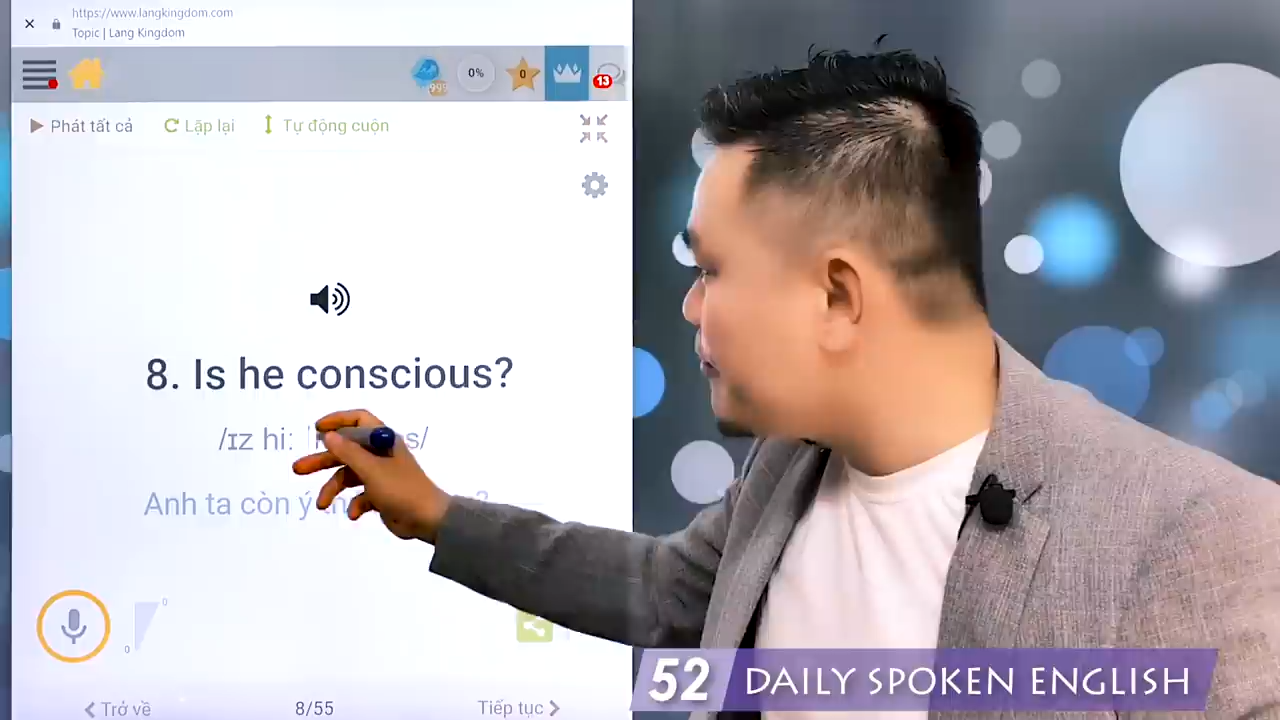 https://www.langkingdom.com
Topic | Lang Kingdom
999
0%
0
13
Phát tất cả
Lặp lại
Tự động cuộn
8. Is he conscious?
/ɪz hiː
Anh ta còn ý
0
0
Trở về
8/55
Tiếp tục
52 DAILY SPOKEN ENGLISH